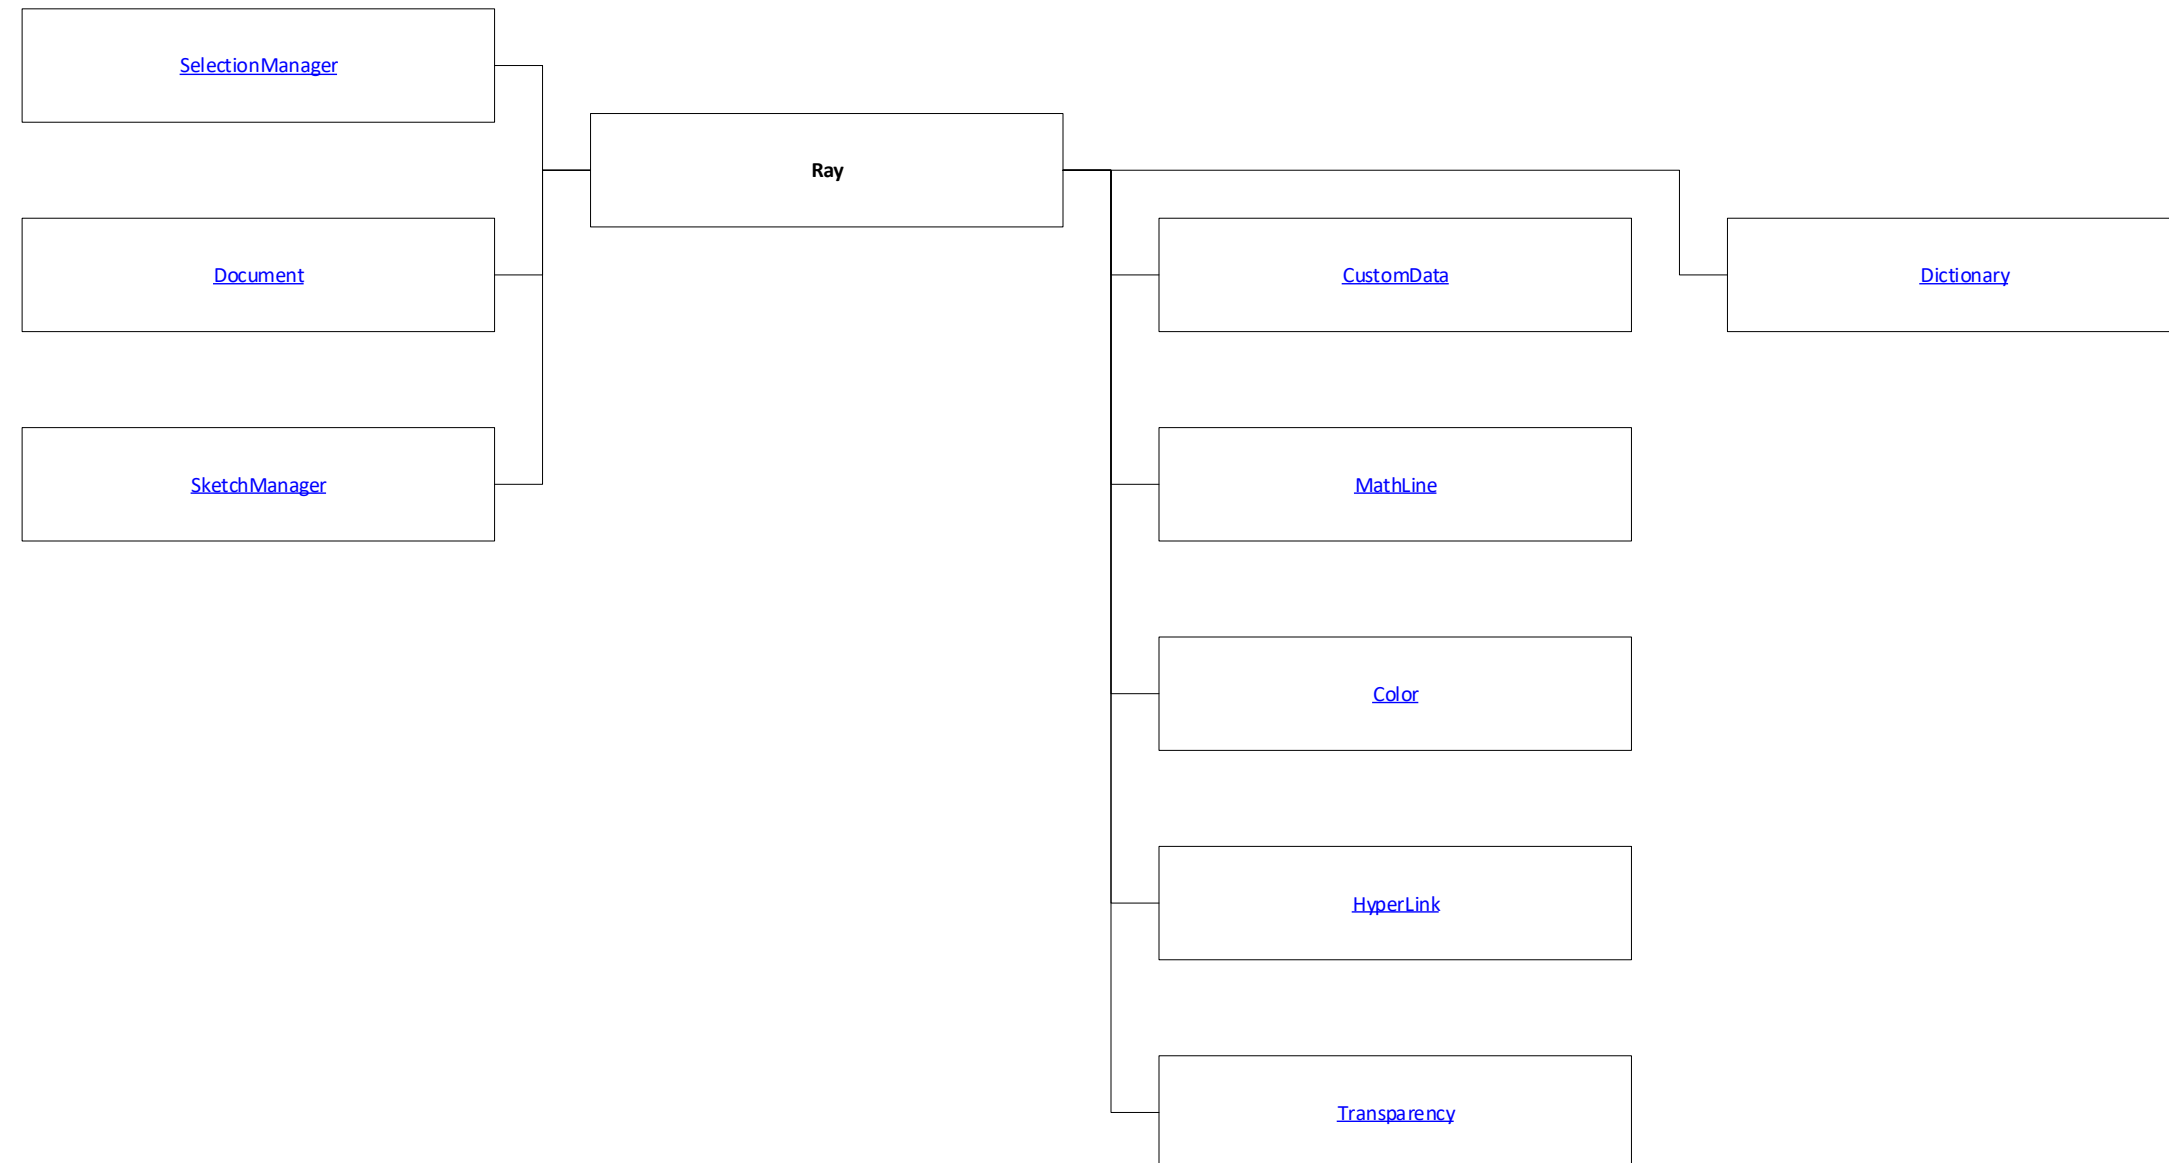 SelectionManager
Ray
Document
CustomData
Dictionary
SketchManager
MathLine
Color
HyperLink
Transparency